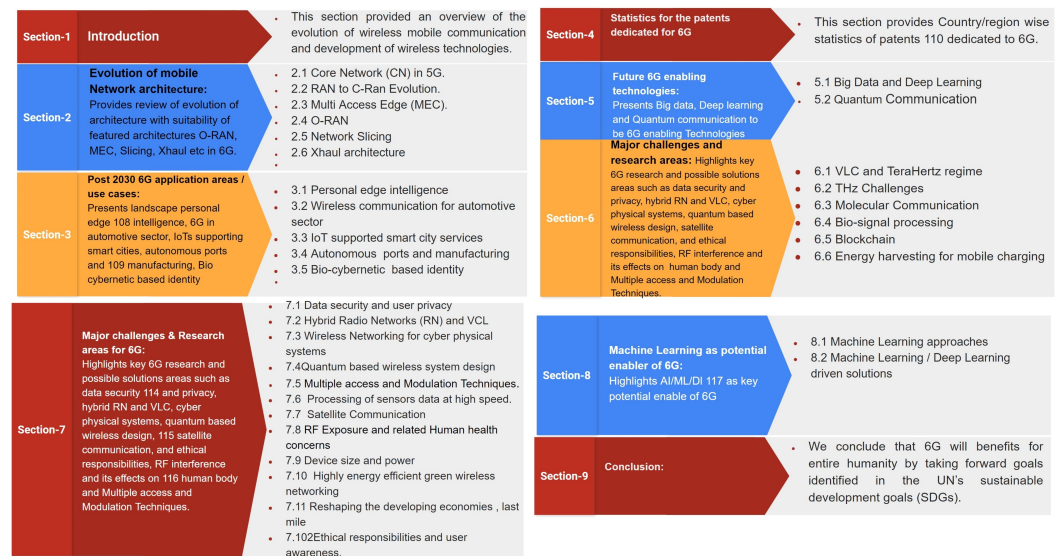 Section-1
Introduction
• This section provided an overview of the
evolution of wireless mobile communication
and development of wireless technologies.
Section-2
Evolution of mobile
Network architecture:
Provides review of evolution of
architecture with suitability of
featured architectures O-RAN,
MEC, Slicing, Xhaul etc in 6G.
• 2.1 Core Network (CN) in 5G.
• 2.2 RAN to C-Ran Evolution.
• 2.3 Multi Access Edge (MEC).
• 2.4 O-RAN
• 2.5 Network Slicing
• 2.6 Xhaul architecture
•
Section-3
Post 2030 6G application areas /
use cases:
Presents landscape personal
edge 108 intelligence, 6G in
automotive sector, IoTs supporting
smart cities, autonomous ports
and 109 manufacturing, Bio
cybernetic based identity
• 3.1 Personal edge intelligence
• 3.2 Wireless communication for automotive
sector
• 3.3 IoT supported smart city services
• 3.4 Autonomous ports and manufacturing
• 3.5 Bio-cybernetic based identity
•
Section-7
Major challenges & Research
areas for 6G:
Highlights key 6G research and
possible solutions areas such as
data security 114 and privacy,
hybrid RN and VLC, cyber
physical systems, quantum based
wireless design, 115 satellite
communication, and ethical
responsibilities, RF interference
and its effects on 116 human body
and Multiple access and
Modulation Techniques.
• 7.1 Data security and user privacy
• 7.2 Hybrid Radio Networks (RN) and VCL
• 7.3 Wireless Networking for cyber physical
systems
• 7.4Quantum based wireless system design
• 7.5 Multiple access and Modulation Techniques.
• 7.6 Processing of sensors data at high speed.
• 7.7 Satellite Communication
• 7.8 RF Exposure and related Human health
concerns
• 7.9 Device size and power
• 7.10 Highly energy efficient green wireless
networking
• 7.11 Reshaping the developing economies , last
mile
• 7.102Ethical responsibilities and user
awareness.
Section-4
Statistics for the patents
dedicated for 6G
• This section provides Country/region wise
statistics of patents 110 dedicated to 6G.
Section-5
Future 6G enabling
technologies:
Presents Big data, Deep learning
and Quantum communication to
be 6G enabling Technologies
• 5.1 Big Data and Deep Learning
• 5.2 Quantum Communication
Section-6
Major challenges and
research areas: Highlights key
6G research and possible solutions
areas such as data security and
privacy, hybrid RN and VLC, cyber
physical systems, quantum based
wireless design, satellite
communication, and ethical
responsibilities, RF interference and
its effects on human body and
Multiple access and Modulation
Techniques.
• 6.1 VLC and TeraHertz regime
• 6.2 THz Challenges
• 6.3 Molecular Communication
• 6.4 Bio-signal processing
• 6.5 Blockchain
• 6.6 Energy harvesting for mobile charging
Section-8
Machine Learning as potential
enabler of 6G:
Highlights AI/ML/DI 117 as key
potential enable of 6G
• 8.1 Machine Learning approaches
• 8.2 Machine Learning / Deep Learning
driven solutions
Section-9
Conclusion:
• We conclude that 6G will benefits for
entire humanity by taking forward goals
identified in the UN's sustainable
development goals (SDGs).